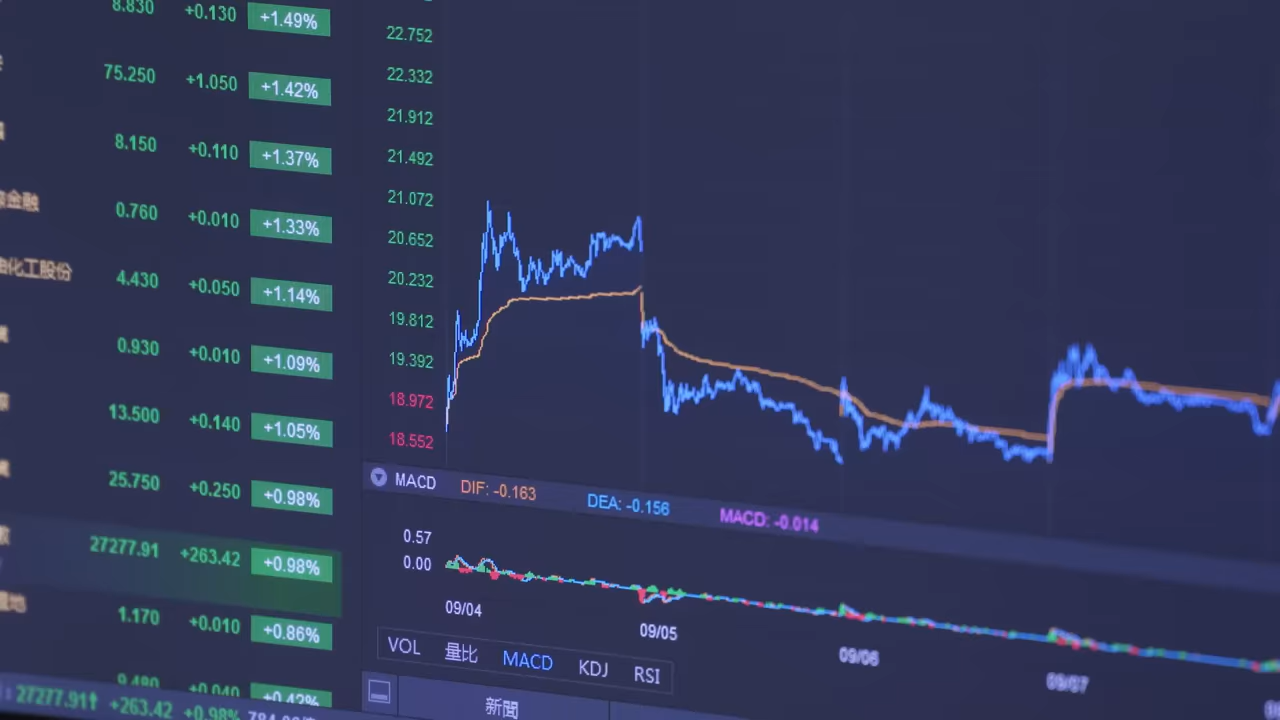 8.830 +0.130 +1.49%
75.250 +1.050 +1.42%
8.150 +0.110 +1.37%
金融 0.760 +0.010 +1.33%
化工股份 4.430 +0.050 +1.14%
0.930 +0.010 +1.09%
13.500 +0.140 +1.05%
25.750 +0.250 +0.98%
27277.91 +263.42 +0.98%
1.170 +0.010 +0.86%
9.480 +0.040 +0.42%
27277.91↑ +263.42 +0.98%
22.752
22.332
21.912
21.492
21.072
20.652
20.232
19.812
19.392
18.972
18.552
MACD DIF: -0.163 DEA: -0.156 MACD: -0.014
0.57
0.00
09/04 09/05 09/06 09/07
VOL 量比 MACD KDJ RSI
新聞